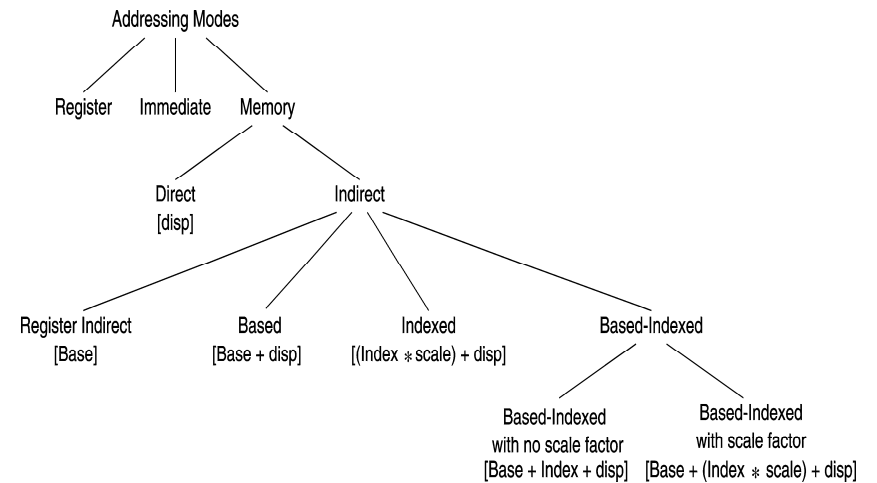 Addressing Modes
Register Immediate Memory
Direct Indirect
[disp]
Register Indirect Based Indexed Based-Indexed
[Base] [Base + disp] [(Index * scale) + disp]
Based-Indexed Based-Indexed
with no scale factor with scale factor
[Base + Index + disp] [Base + (Index * scale) + disp]